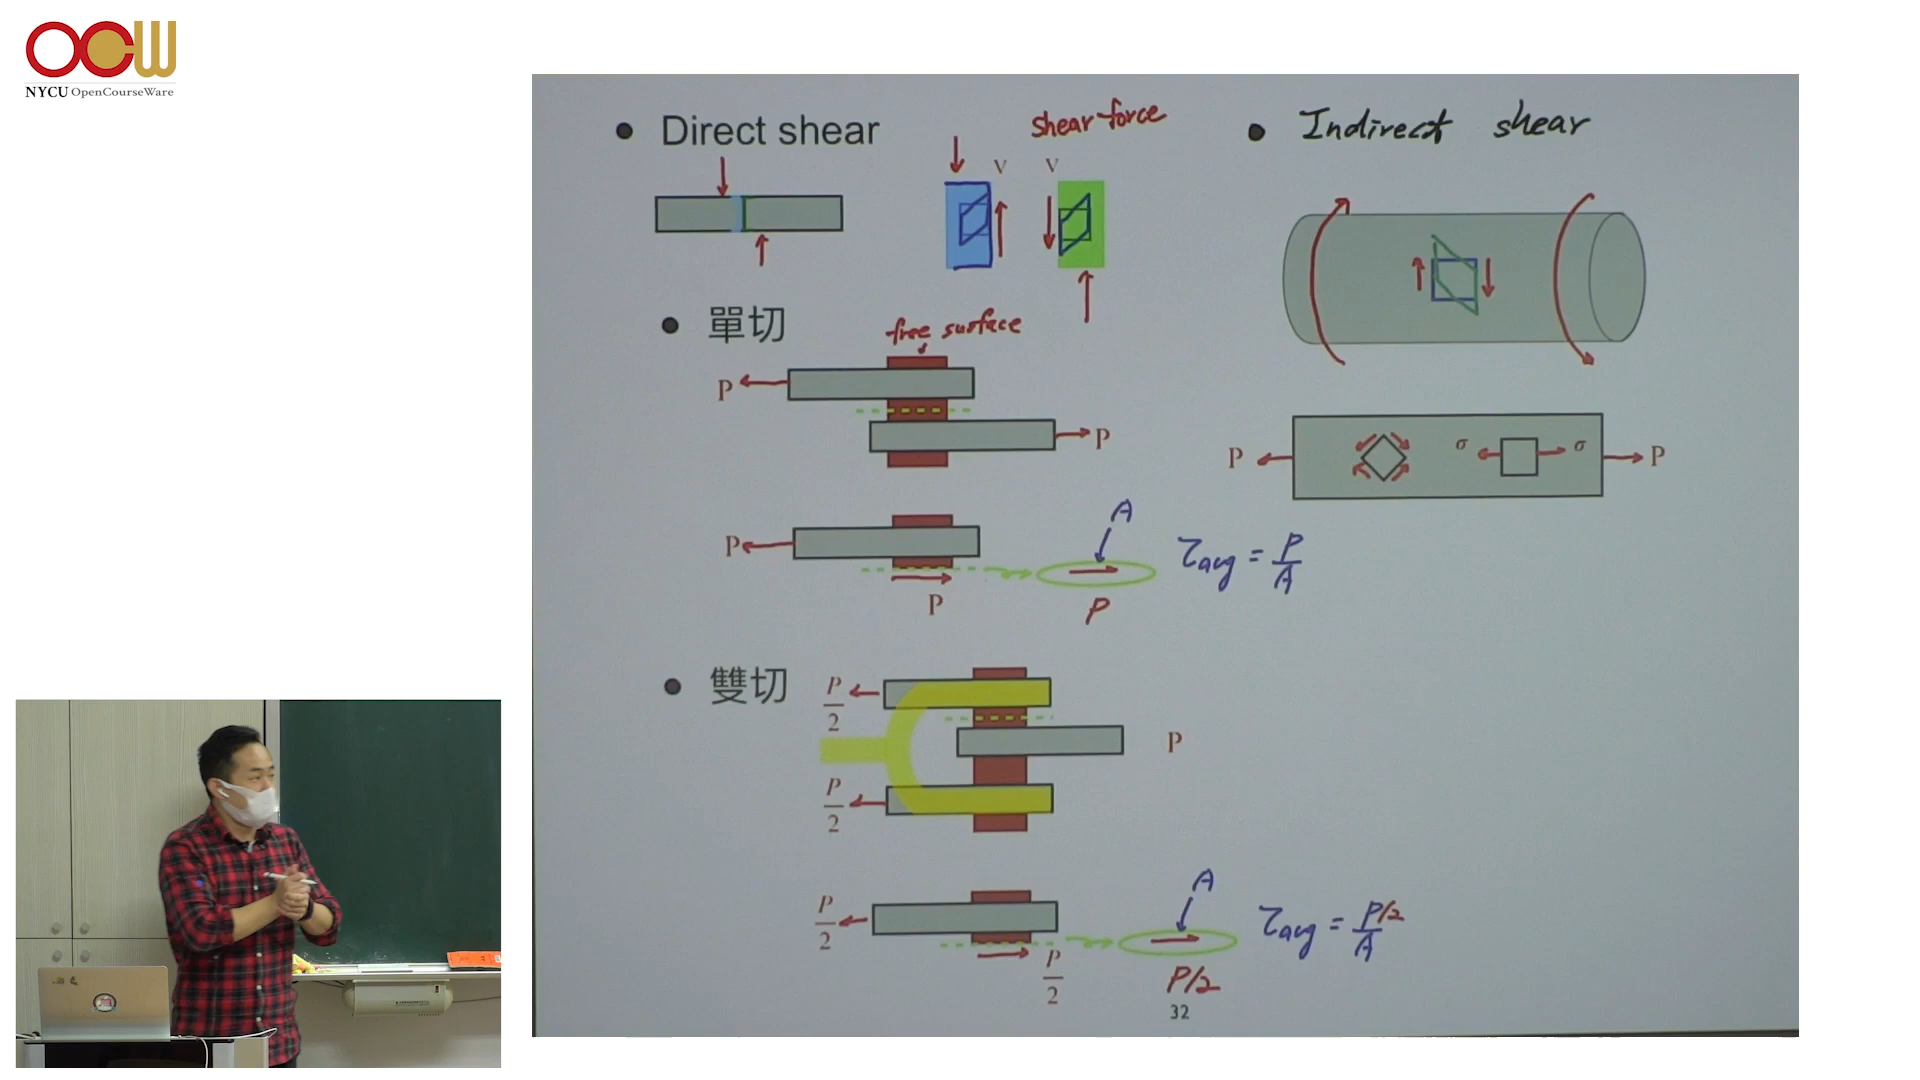 OCW
NYCU OpenCourseWare
• Direct shear
V
V
shear force
• Indirect shear
• 單切
free surface
P
P
P
σ
σ
P
P
P
A
P
τavg = P/A
• 雙切
P/2
P
P/2
P/2
P/2
A
P/2
τavg = P/2/A
32